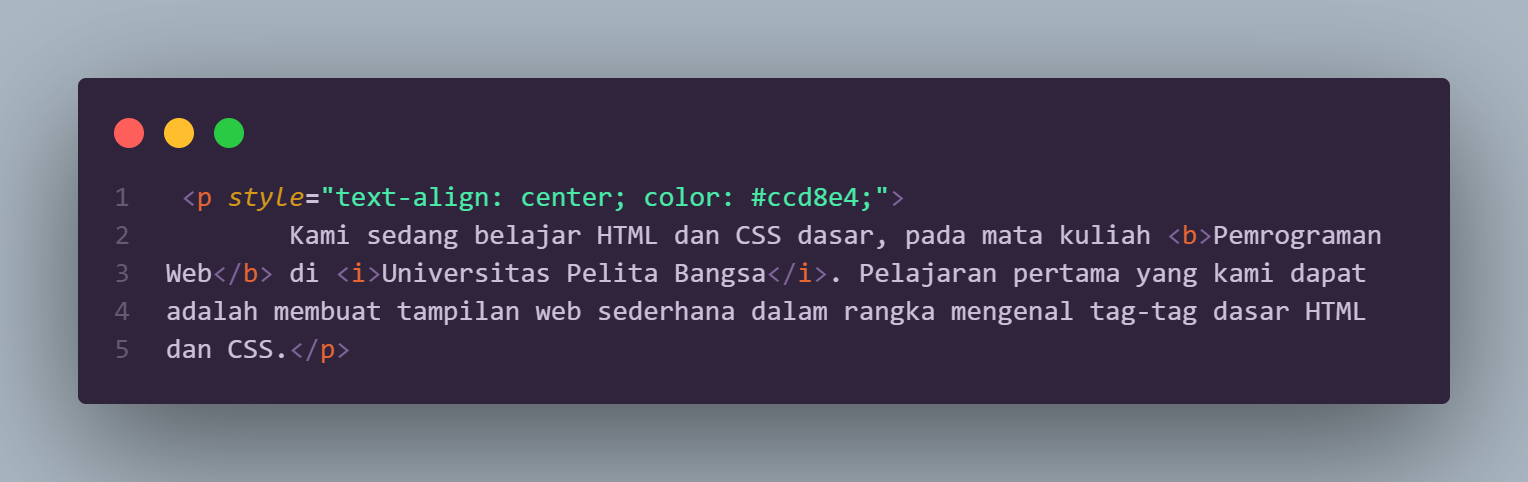 1 <p style="text-align: center; color: #ccd8e4;">
2 Kami sedang belajar HTML dan CSS dasar, pada mata kuliah <b>Pemrograman
3 Web</b> di <i>Universitas Pelita Bangsa</i>. Pelajaran pertama yang kami dapat
4 adalah membuat tampilan web sederhana dalam rangka mengenal tag-tag dasar HTML
5 dan CSS.</p>